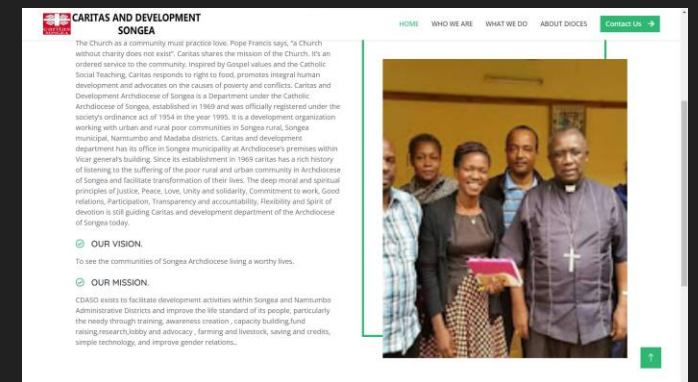 CARITAS AND DEVELOPMENT
SONGEA
CARITAS
SONGEA
HOME
WHO WE ARE
WHAT WE DO
ABOUT DIOCES
Contact Us →
The Church as a community must practice love. Pope Francis says, "a Church
without charity does not exist". Caritas shares the mission of the Church. It's an
ordered service to the community. Inspired by Gospel values and the Catholic
Social Teaching, Caritas responds to right to food, promotes integral human
development and advocates on the causes of poverty and conflicts. Caritas and
Development Archdiocese of Songea is a Department under the Catholic
Archdiocese of Songea, established in 1969 and was officially registered under the
society's ordinance act of 1954 in the year 1995. It is a development organization
working with urban and rural poor communities in Songea rural, Songea
municipal, Namtumbo and Madaba districts. Caritas and development
department has its office in Songea municipality at Archdiocese's premises within
Vicar general's building. Since its establishment in 1969 caritas has a rich history
of listening to the suffering of the poor rural and urban community in Archdiocese
of Songea and facilitate transformation of their lives. The deep moral and spiritual
principles of Justice, Peace, Love, Unity and solidarity, Commitment to work, Good
relations, Participation, Transparency and accountability, Flexibility and Spirit of
devotion is still guiding Caritas and development department of the Archdiocese
of Songea today.
OUR VISION.
To see the communities of Songea Archdiocese living a worthy lives.
OUR MISSION.
CDASO exists to facilitate development activities within Songea and Namtumbo
Administrative Districts and improve the life standard of its people, particularly
the needy through training, awareness creation , capacity building,fund
raising,research,lobby and advocacy , farming and livestock, saving and credits,
simple technology, and improve gender relations..